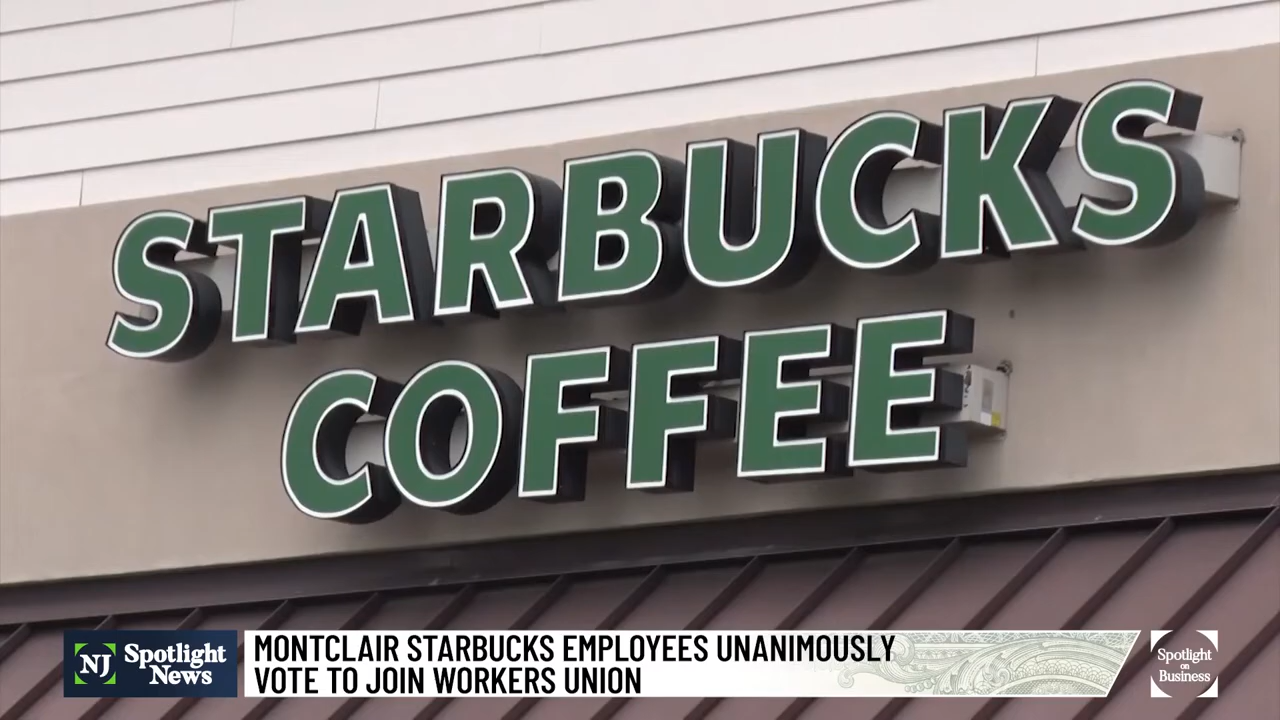 STARBUCKS
COFFEE
NJ Spotlight News
MONTCLAIR STARBUCKS EMPLOYEES UNANIMOUSLY
VOTE TO JOIN WORKERS UNION
Spotlight
on
Business